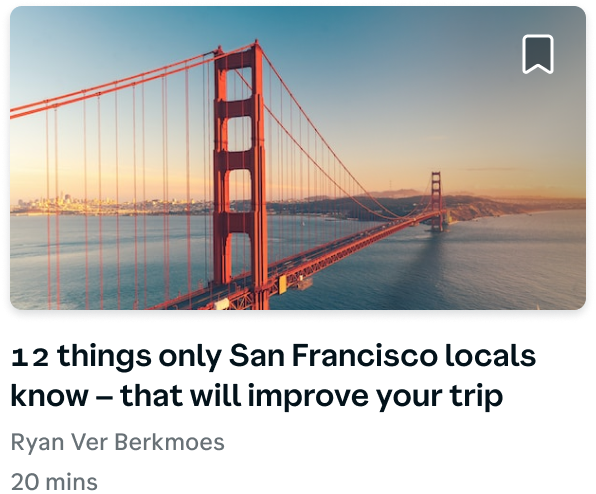 12 things only San Francisco locals
know – that will improve your trip
Ryan Ver Berkmoes
20 mins